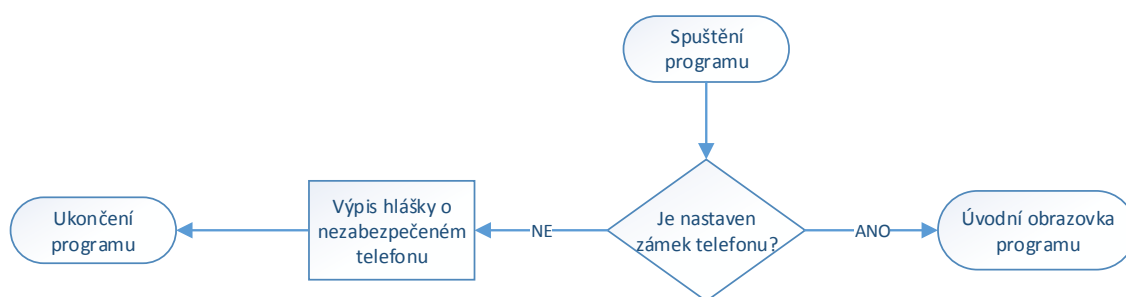 Spuštění
programu
Je nastaven
zámek telefonu?
NE
Výpis hlášky o
nezabezpečeném
telefonu
Ukončení
programu
ANO
Úvodní obrazovka
programu